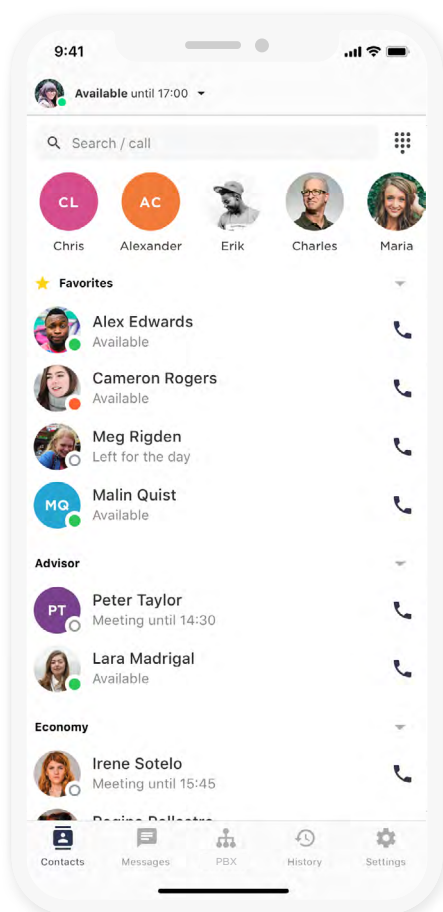 9:41
Available until 17:00
Search / call
CL
AC
Chris
Alexander
Erik
Charles
Maria
Favorites
Alex Edwards
Available
Cameron Rogers
Available
Meg Rigden
Left for the day
MQ
Malin Quist
Available
Advisor
PT
Peter Taylor
Meeting until 14:30
Lara Madrigal
Available
Economy
Irene Sotelo
Meeting until 15:45
Contacts
Messages
PBX
History
Settings